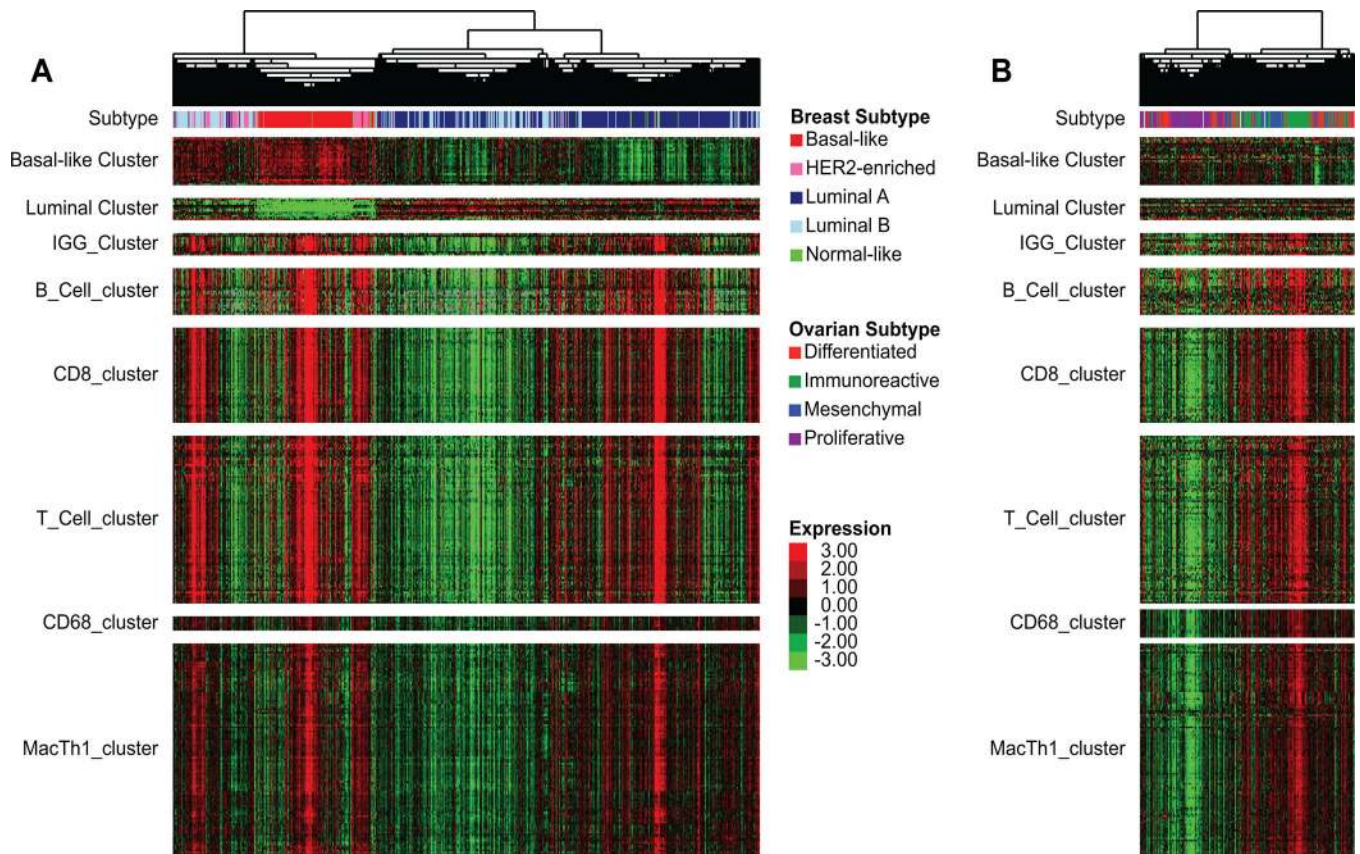 A
Subtype
Basal-like Cluster
Luminal Cluster
IGG_Cluster
B_Cell_cluster
CD8_cluster
T_Cell_cluster
CD68_cluster
MacTh1_cluster
Breast Subtype
Basal-like
HER2-enriched
Luminal A
Luminal B
Normal-like
Ovarian Subtype
Differentiated
Immunoreactive
Mesenchymal
Proliferative
Expression
3.00
2.00
1.00
0.00
-1.00
-2.00
-3.00
B
Subtype
Basal-like Cluster
Luminal Cluster
IGG_Cluster
B_Cell_cluster
CD8_cluster
T_Cell_cluster
CD68_cluster
MacTh1_cluster